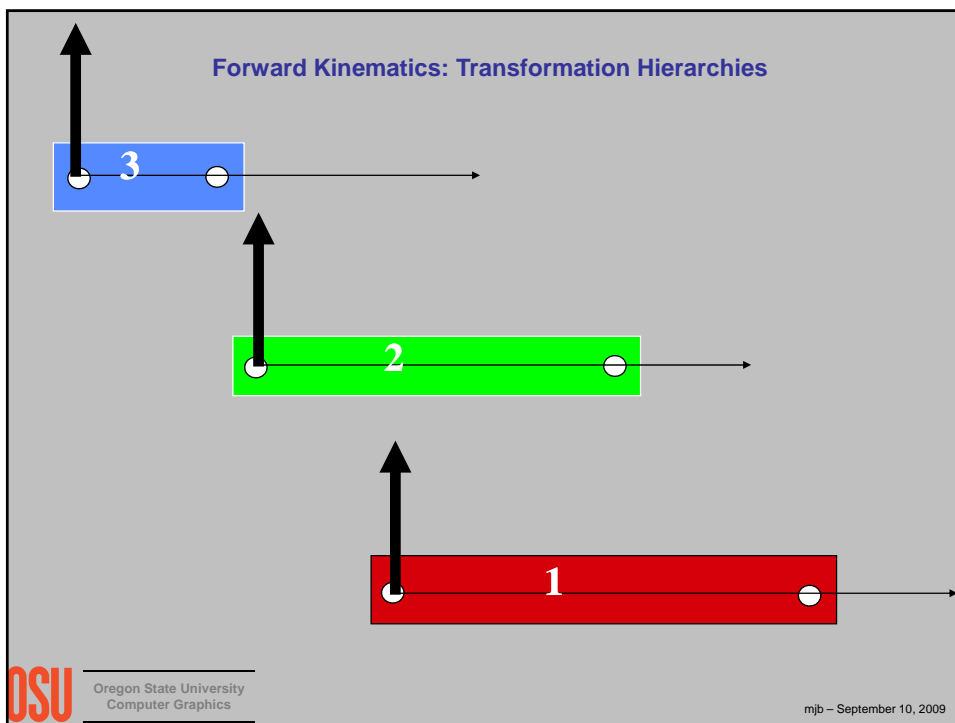 Forward Kinematics: Transformation Hierarchies
3
2
1
OSU
Oregon State University
Computer Graphics
mjb – September 10, 2009